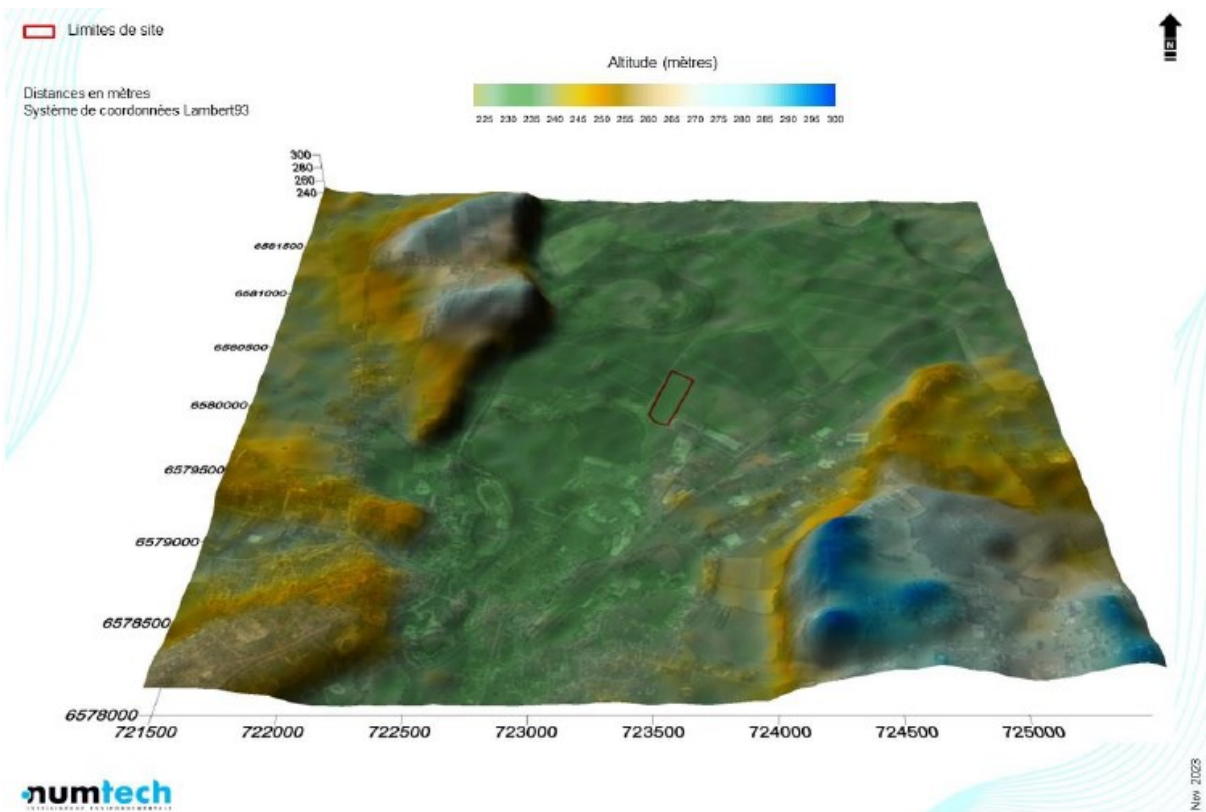 Limites de site
N
Altitude (mètres)
Distances en mètres
Système de coordonnées Lambert93
225 230 235 240 245 250 255 260 265 270 275 280 285 290 295 300
300
280
260
240
6581500
6581000
6580500
6580000
6579500
6579000
6578500
6578000
721500 722000 722500 723000 723500 724000 724500 725000
numtech
Nov 2023